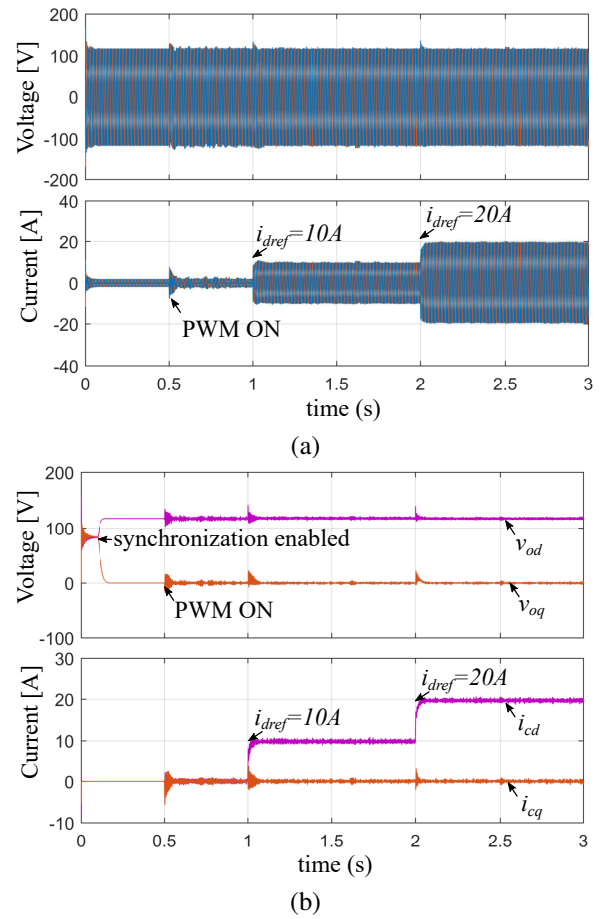 200
100
0
-100
-200
Voltage [V]
40
20
0
-20
-40
Current [A]
i_dref=10A
i_dref=20A
PWM ON
0 0.5 1 2 2.5 3
time (s)
(a)
200
100
0
-100
Voltage [V]
synchronization enabled
PWM ON
v_od
v_oq
30
20
10
0
-10
Current [A]
i_dref=10A
i_dref=20A
i_cd
i_cq
0 0.5 1 1.5 2 2.5 3
time (s)
(b)